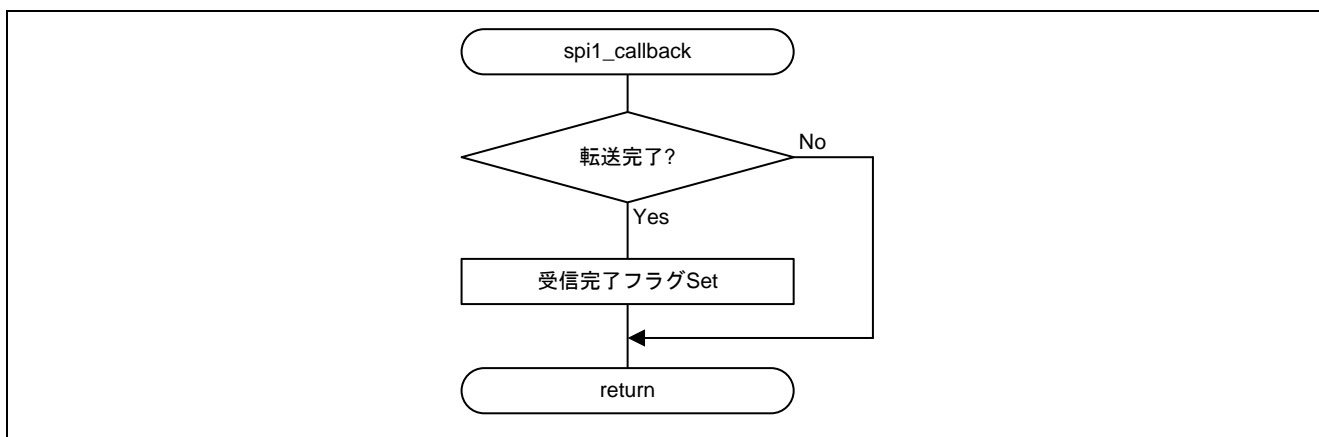 spi1_callback
転送完了?
No
Yes
受信完了フラグSet
return